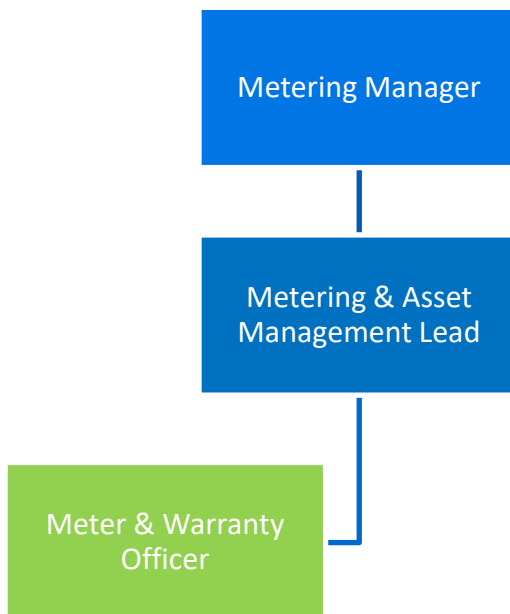 Metering Manager
Metering & Asset
Management Lead
Meter & Warranty
Officer